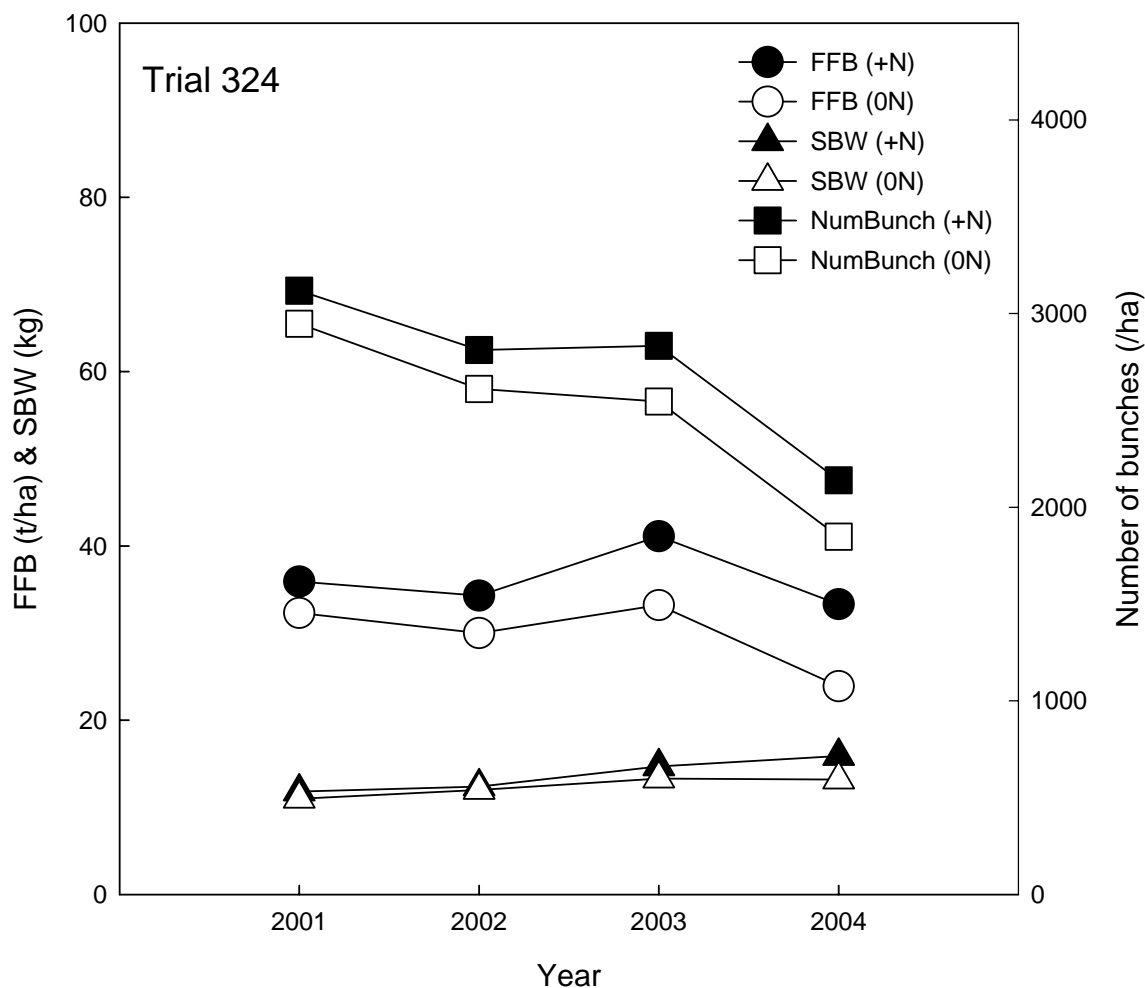 Trial 324
FFB (+N)
FFB (0N)
SBW (+N)
SBW (0N)
NumBunch (+N)
NumBunch (0N)
FFB (t/ha) & SBW (kg)
100
80
60
40
20
0
Number of bunches (/ha)
4000
3000
2000
1000
0
2001 2002 2003 2004
Year